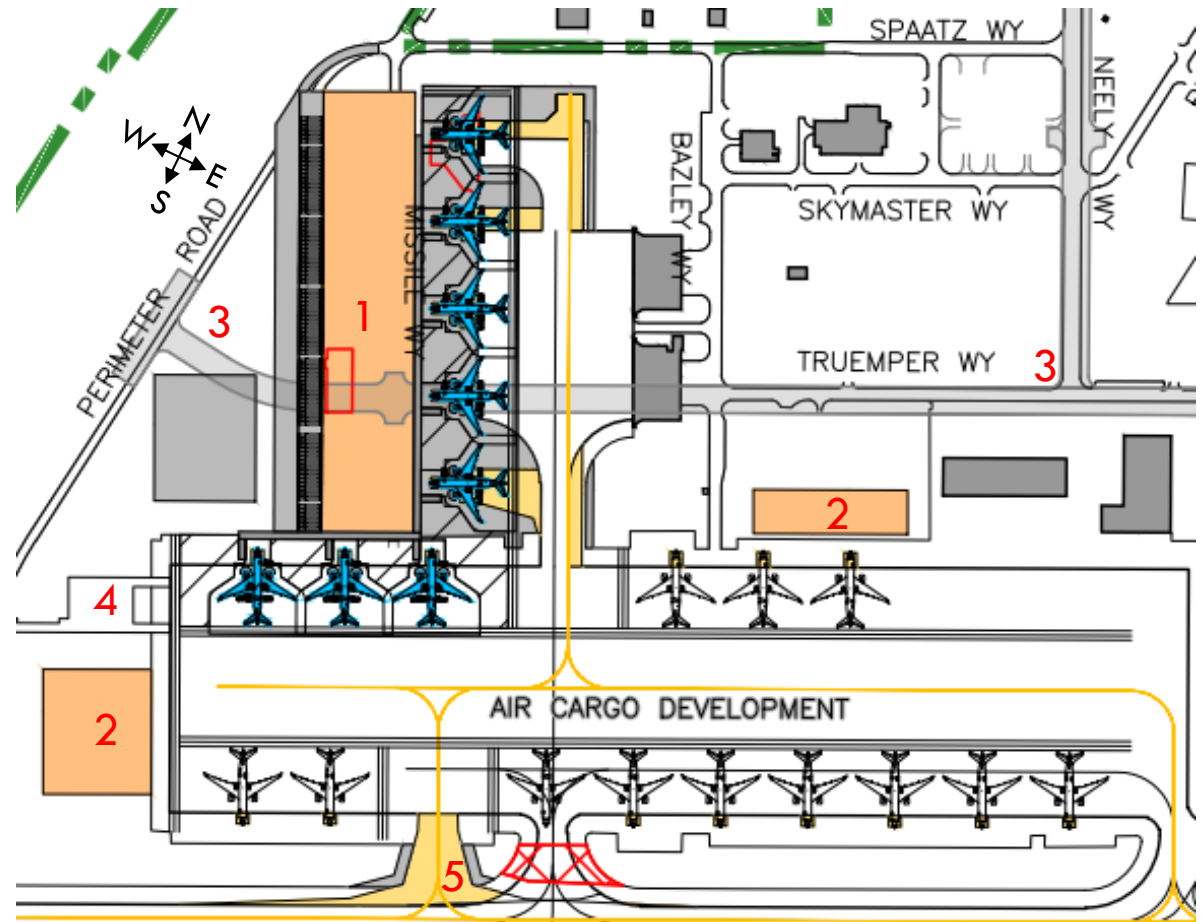 SPAATZ WY
NEELY WY
N
W
E
S
BAZLEY WY
MISSILE WY
SKYMASTER WY
PERIMETER ROAD
3
1
TRUEMPER WY
3
2
4
2
AIR CARGO DEVELOPMENT
5